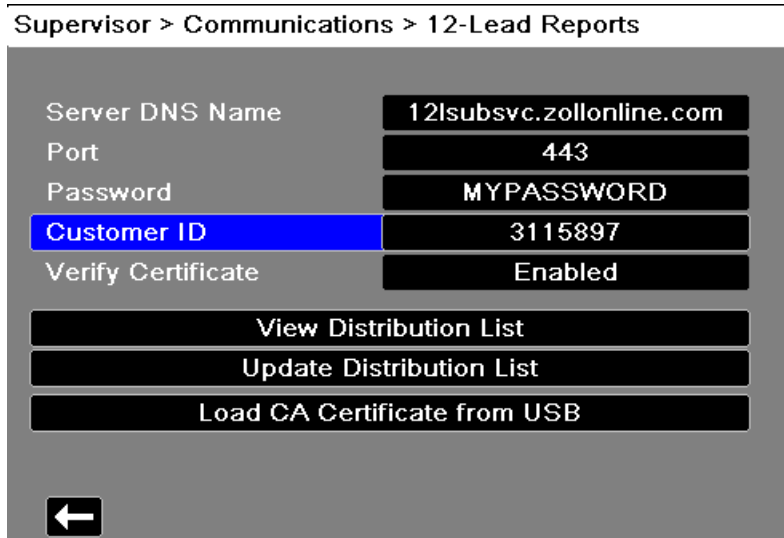 Supervisor > Communications > 12-Lead Reports
Server DNS Name 12lsubsvc.zollonline.com
Port 443
Password MYPASSWORD
Customer ID 3115897
Verify Certificate Enabled
View Distribution List
Update Distribution List
Load CA Certificate from USB